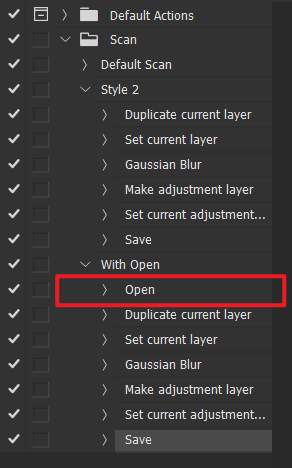 Default Actions
Scan
Default Scan
Style 2
Duplicate current layer
Set current layer
Gaussian Blur
Make adjustment layer
Set current adjustment...
Save
With Open
Open
Duplicate current layer
Set current layer
Gaussian Blur
Make adjustment layer
Set current adjustment...
Save